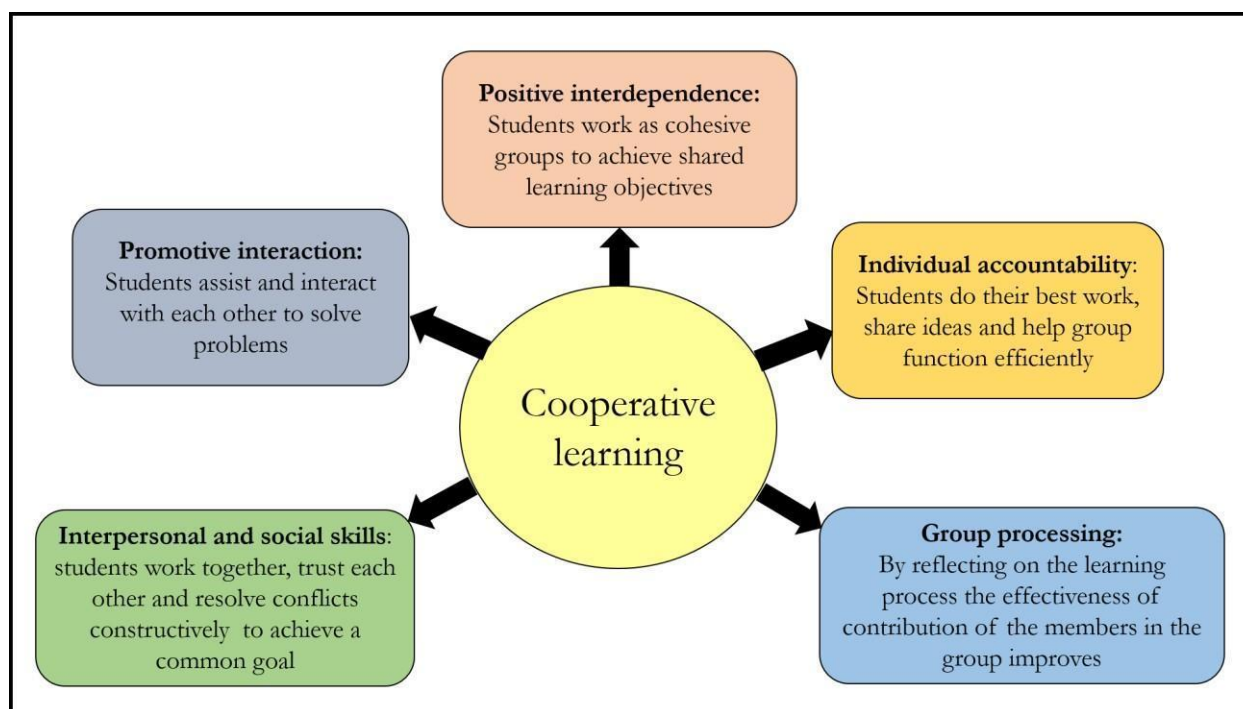 Positive interdependence:
Students work as cohesive
groups to achieve shared
learning objectives
Promotive interaction:
Students assist and interact
with each other to solve
problems
Individual accountability:
Students do their best work,
share ideas and help group
function efficiently
Cooperative
learning
Interpersonal and social skills:
students work together, trust each
other and resolve conflicts
constructively to achieve a
common goal
Group processing:
By reflecting on the learning
process the effectiveness of
contribution of the members in the
group improves